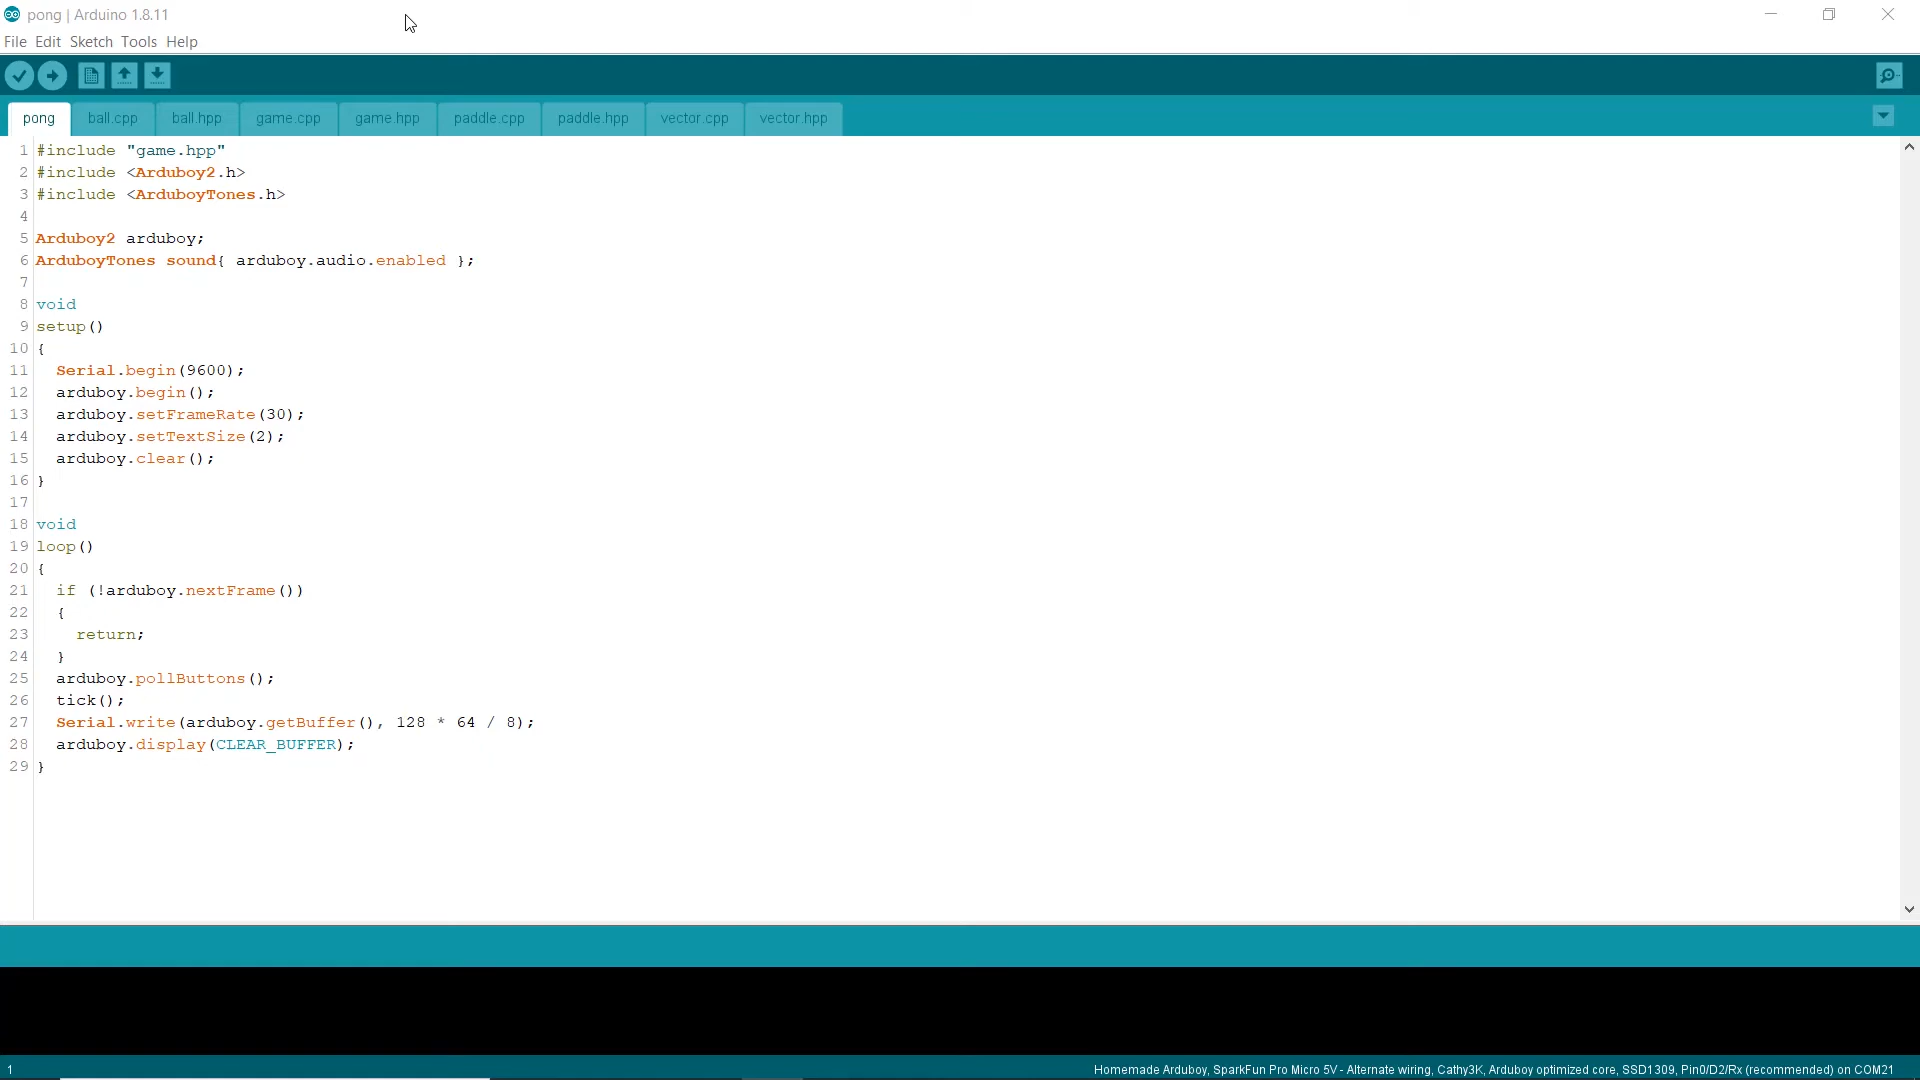 pong | Arduino 1.8.11
File Edit Sketch Tools Help
pong ball.cpp ball.hpp game.cpp game.hpp paddle.cpp paddle.hpp vector.cpp vector.hpp
1 #include "game.hpp"
2 #include <Arduboy2.h>
3 #include <ArduboyTones.h>
4
5 Arduboy2 arduboy;
6 ArduboyTones sound{ arduboy.audio.enabled };
7
8 void
9 setup()
10 {
11   Serial.begin(9600);
12   arduboy.begin();
13   arduboy.setFrameRate(30);
14   arduboy.setTextSize(2);
15   arduboy.clear();
16 }
17
18 void
19 loop()
20 {
21   if (!arduboy.nextFrame())
22   {
23     return;
24   }
25   arduboy.pollButtons();
26   tick();
27   Serial.write(arduboy.getBuffer(), 128 * 64 / 8);
28   arduboy.display(CLEAR_BUFFER);
29 }
1 Homemade Arduboy, SparkFun Pro Micro 5V - Alternate wiring, Cathy3K, Arduboy optimized core, SSD1309, Pin0/D2/Rx (recommended) on COM21